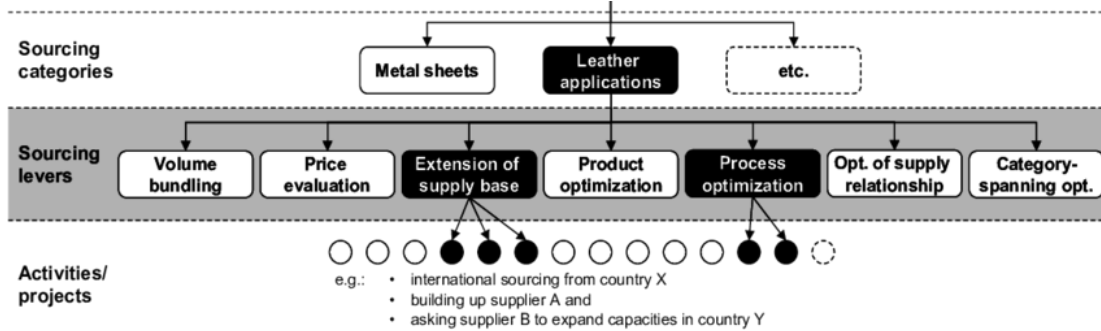 Sourcing
categories
Metal sheets
Leather
applications
etc.
Sourcing
levers
Volume
bundling
Price
evaluation
Extension of
supply base
Product
optimization
Process
optimization
Opt. of supply
relationship
Category-
spanning opt.
Activities/
projects
e.g.: • international sourcing from country X
• building up supplier A and
• asking supplier B to expand capacities in country Y